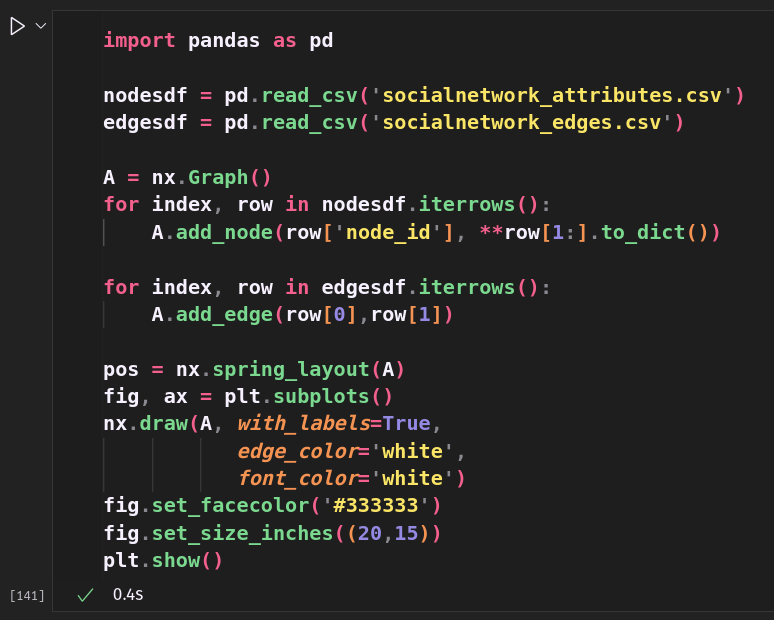 import pandas as pd
nodesdf = pd.read_csv('socialnetwork_attributes.csv')
edgesdf = pd.read_csv('socialnetwork_edges.csv')
A = nx.Graph()
for index, row in nodesdf.iterrows():
    A.add_node(row['node_id'], **row[1:].to_dict())
for index, row in edgesdf.iterrows():
    A.add_edge(row[0],row[1])
pos = nx.spring_layout(A)
fig, ax = plt.subplots()
nx.draw(A, with_labels=True,
           edge_color='white',
           font_color='white')
fig.set_facecolor('#333333')
fig.set_size_inches((20,15))
plt.show()
[141] 0.4s